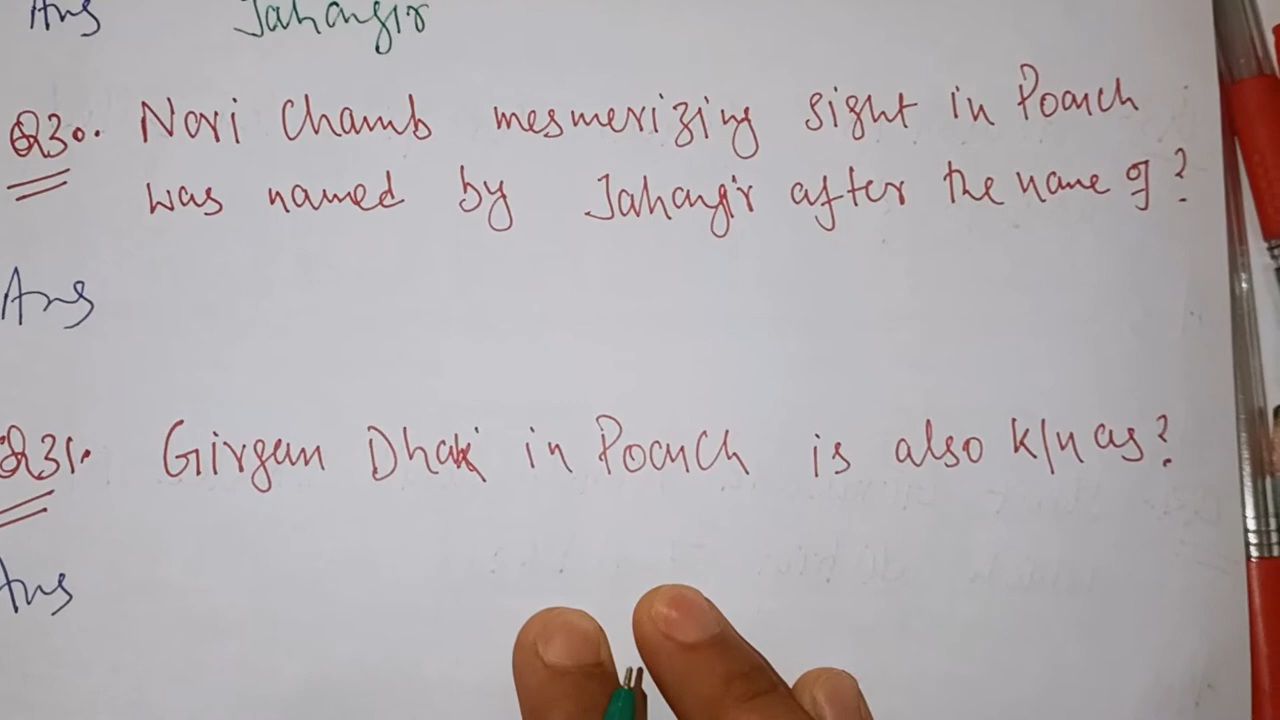 Ans Jahangir
Q30. Nori Chamb mesmerizing sight in Poonch
was named by Jahangir after the name of?
Ans
Q31. Girgan Dhok in Poonch is also k/n as?
Ans